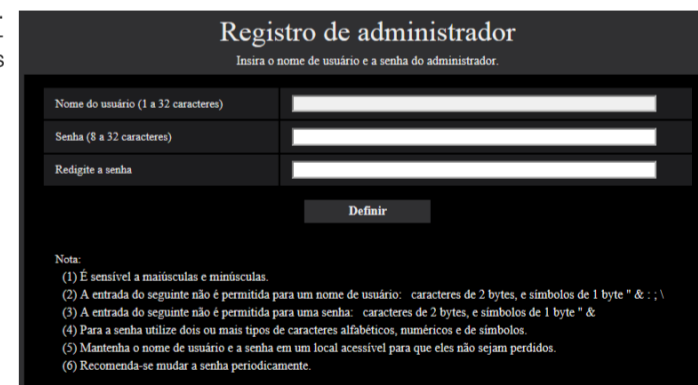 Registro de administrador
Insira o nome de usuário e a senha do administrador.
Nome do usuário (1 a 32 caracteres)
Senha (8 a 32 caracteres)
Redigite a senha
Definir
Nota:
(1) É sensível a maiúsculas e minúsculas.
(2) A entrada do seguinte não é permitida para um nome de usuário: caracteres de 2 bytes, e símbolos de 1 byte " & : ; \
(3) A entrada do seguinte não é permitida para uma senha: caracteres de 2 bytes, e símbolos de 1 byte " &
(4) Para a senha utilize dois ou mais tipos de caracteres alfabéticos, numéricos e de símbolos.
(5) Mantenha o nome de usuário e a senha em um local acessível para que eles não sejam perdidos.
(6) Recomenda-se mudar a senha periodicamente.